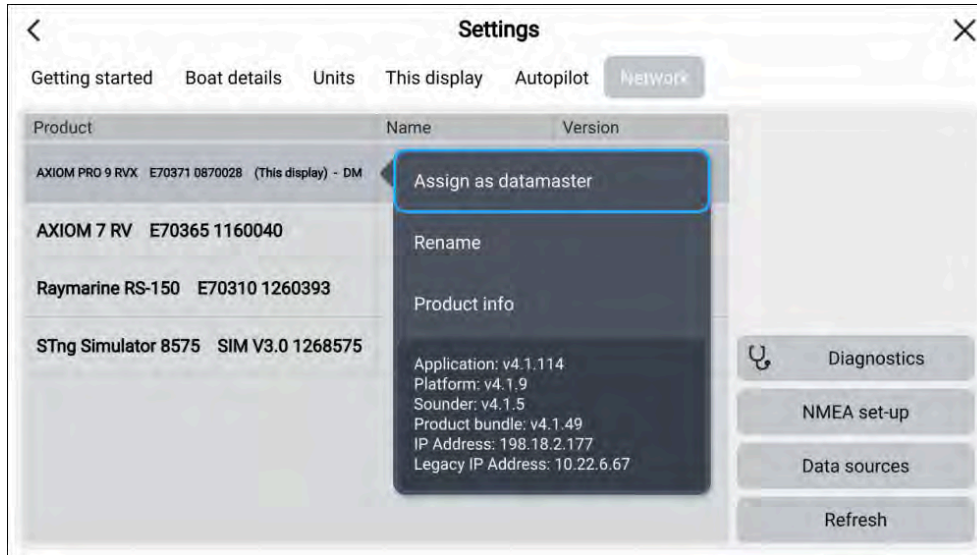 Settings
Getting started Boat details Units This display Autopilot Network
Product Name Version
AXIOM PRO 9 RVX E70371 0870028 (This display) - DM
Assign as datamaster
AXIOM 7 RV E70365 1160040
Rename
Raymarine RS-150 E70310 1260393
Product info
STng Simulator 8575 SIM V3.0 1268575
Application: v4.1.114
Platform: v4.1.9
Sounder: v4.1.5
Product bundle: v4.1.49
IP Address: 198.18.2.177
Legacy IP Address: 10.22.6.67
Diagnostics
NMEA set-up
Data sources
Refresh